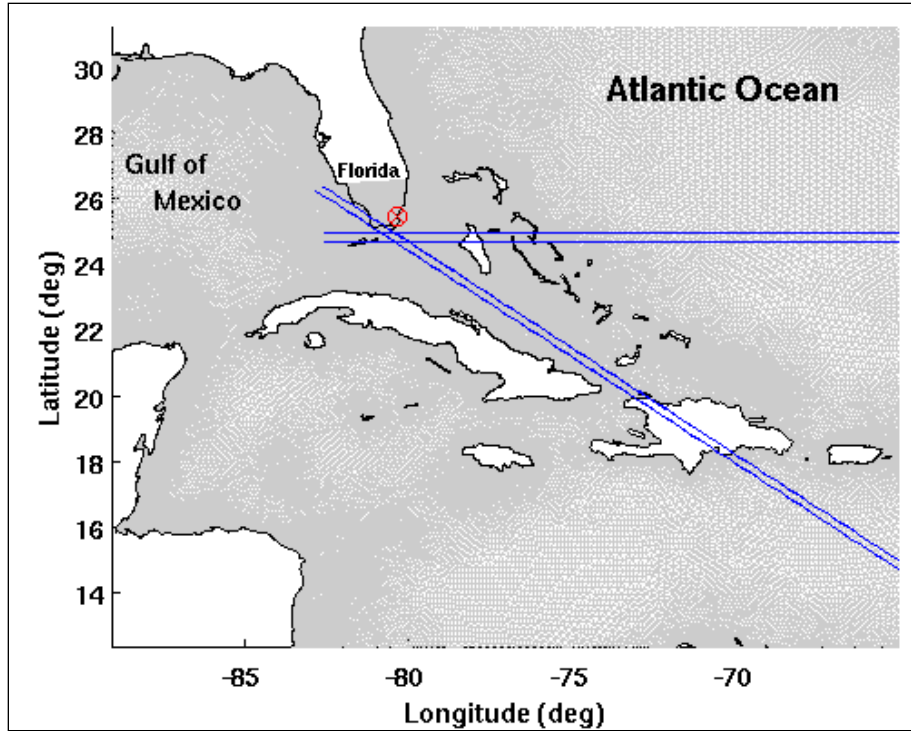 Atlantic Ocean
Gulf of
Mexico
Florida
Latitude (deg)
30
28
26
24
22
20
18
16
14
-85
-80
-75
-70
Longitude (deg)